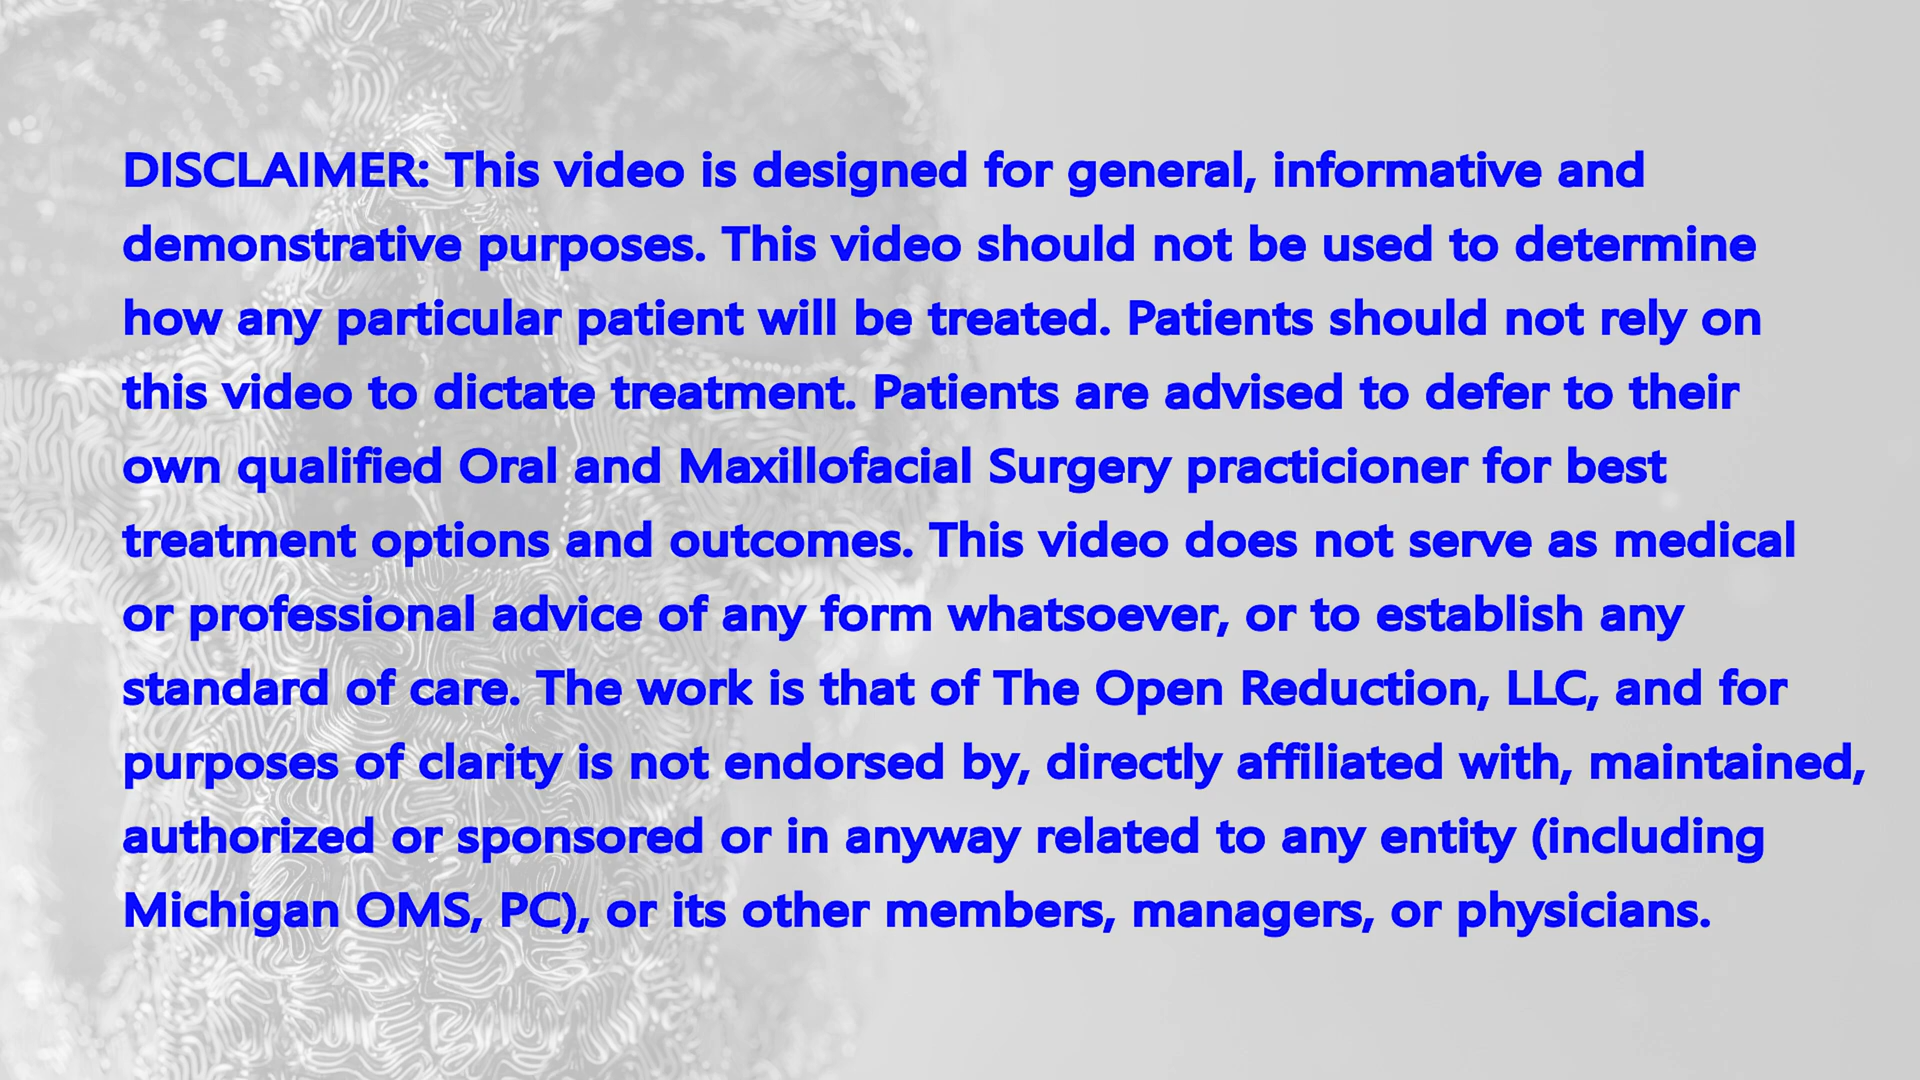 DISCLAIMER: This video is designed for general, informative and
demonstrative purposes. This video should not be used to determine
how any particular patient will be treated. Patients should not rely on
this video to dictate treatment. Patients are advised to defer to their
own qualified Oral and Maxillofacial Surgery practicioner for best
treatment options and outcomes. This video does not serve as medical
or professional advice of any form whatsoever, or to establish any
standard of care. The work is that of The Open Reduction, LLC, and for
purposes of clarity is not endorsed by, directly affiliated with, maintained,
authorized or sponsored or in anyway related to any entity (including
Michigan OMS, PC), or its other members, managers, or physicians.